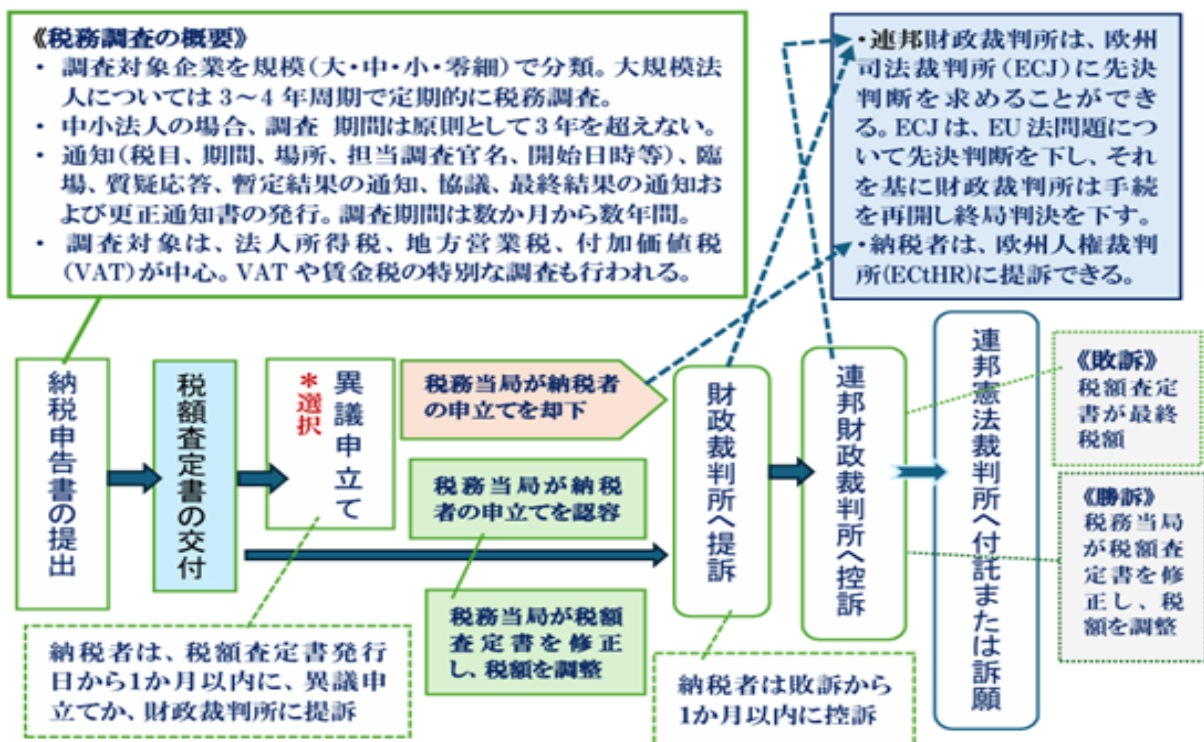 《税務調査の概要》
・ 調査対象企業を規模(大・中・小・零細)で分類。大規模法
人については3～4年周期で定期的に税務調査。
・ 中小法人の場合、調査 期間は原則として3年を超えない。
・ 通知(税目、期間、場所、担当調査官名、開始日時等)、臨
場、質疑応答、暫定結果の通知、協議、最終結果の通知お
よび更正通知書の発行。調査期間は数か月から数年間。
・ 調査対象は、法人所得税、地方営業税、付加価値税
(VAT)が中心。VATや賃金税の特別な調査も行われる。
・連邦財政裁判所は、欧州
司法裁判所(ECJ)に先決
判断を求めることができ
る。ECJは、EU法問題につ
いて先決判断を下し、それ
を基に財政裁判所は手続
を再開し終局判決を下す。
・納税者は、欧州人権裁判
所(ECtHR)に提訴できる。
納税申告書の提出
税額査定書の交付
異議申立て
*選択
税務当局が納税者
の申立てを却下
税務当局が納税
者の申立てを認容
税務当局が税額
査定書を修正
し、税額を調整
財政裁判所へ提訴
連邦財政裁判所へ控訴
連邦憲法裁判所へ付託または訴願
《敗訴》
税額査定
書が最終
税額
《勝訴》
税務当局
が税額査
定書を修
正し、税
額を調整
納税者は、税額査定書発行
日から1か月以内に、異議申
立てか、財政裁判所に提訴
納税者は敗訴から
1か月以内に控訴